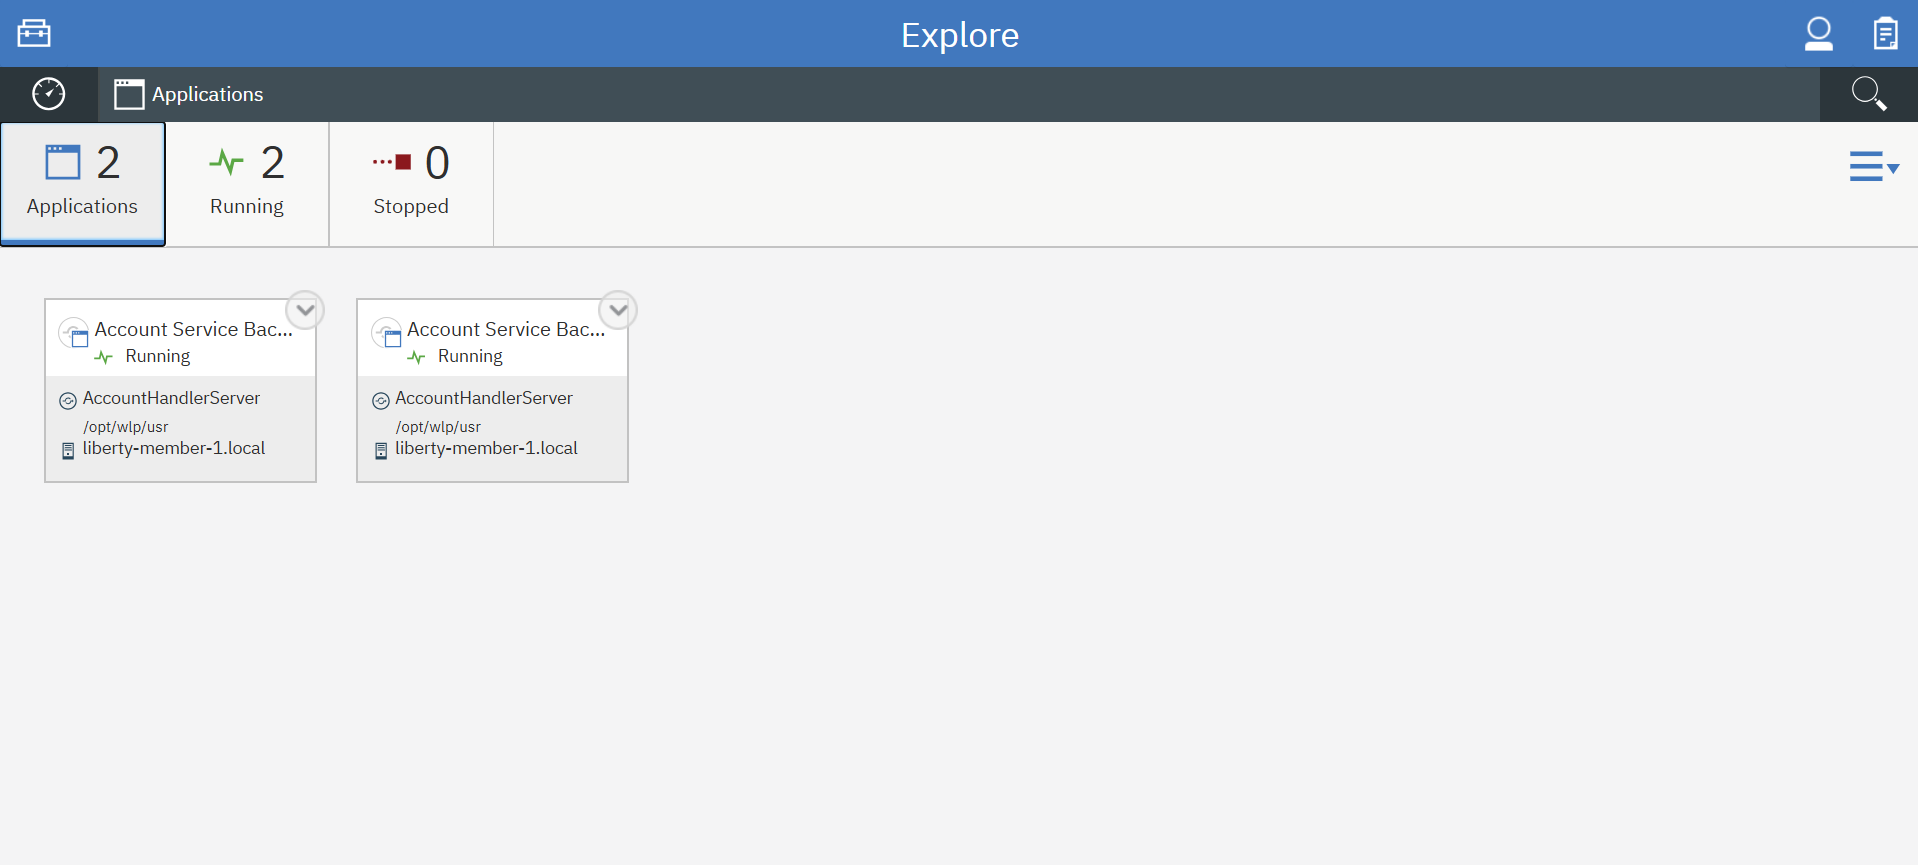 Explore
Applications
2
Applications
2
Running
0
Stopped
Account Service Bac...
Running
AccountHandlerServer
/opt/wlp/usr
liberty-member-1.local
Account Service Bac...
Running
AccountHandlerServer
/opt/wlp/usr
liberty-member-1.local